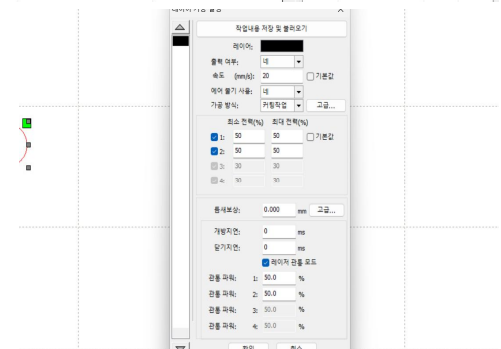 작업내용 저장 및 불러오기
레이어:
출력 여부: 네
속도 (mm/s): 20 기본값
에어 불기 사용: 네
가공 방식: 커팅작업 고급...
최소 전력(%) 최대 전력(%)
1: 50 50 기본값
2: 50 50
3: 30 30
4: 30 30
틈새보상: 0.000 mm 고급...
개방지연: 0 ms
닫기지연: 0 ms
레이저 관통 모드
관통 파워: 1: 50.0 %
관통 파워: 2: 50.0 %
관통 파워: 3: 50.0 %
관통 파워: 4: 50.0 %